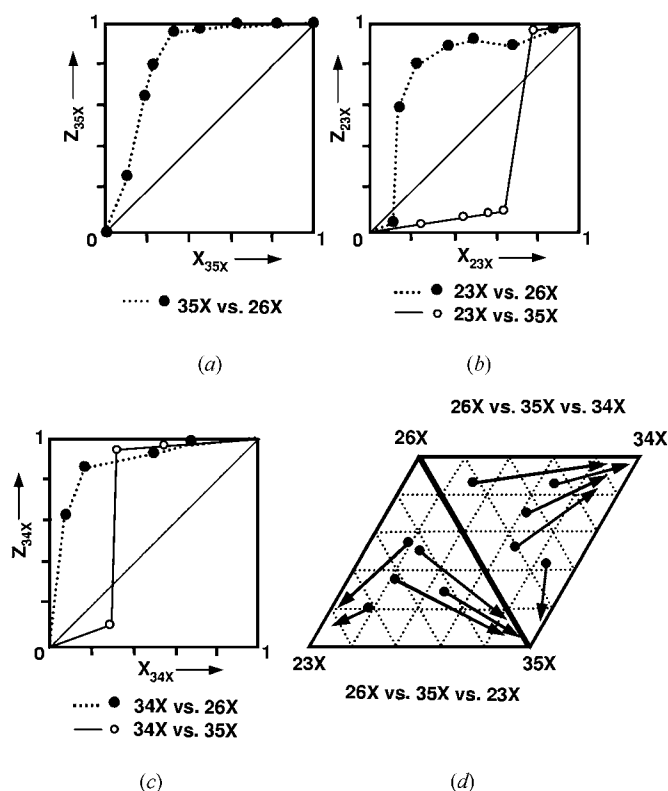 1
Z35X
0
X35X
1
35X vs. 26X
(a)
1
Z23X
0
X23X
1
23X vs. 26X
23X vs. 35X
(b)
1
Z34X
0
X34X
1
34X vs. 26X
34X vs. 35X
(c)
26X vs. 35X vs. 34X
26X
34X
23X
35X
26X vs. 35X vs. 23X
(d)